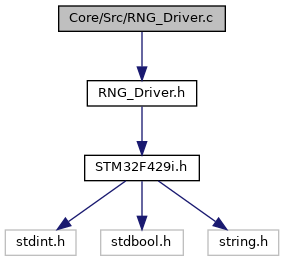 Core/Src/RNG_Driver.c
RNG_Driver.h
STM32F429i.h
stdint.h
stdbool.h
string.h